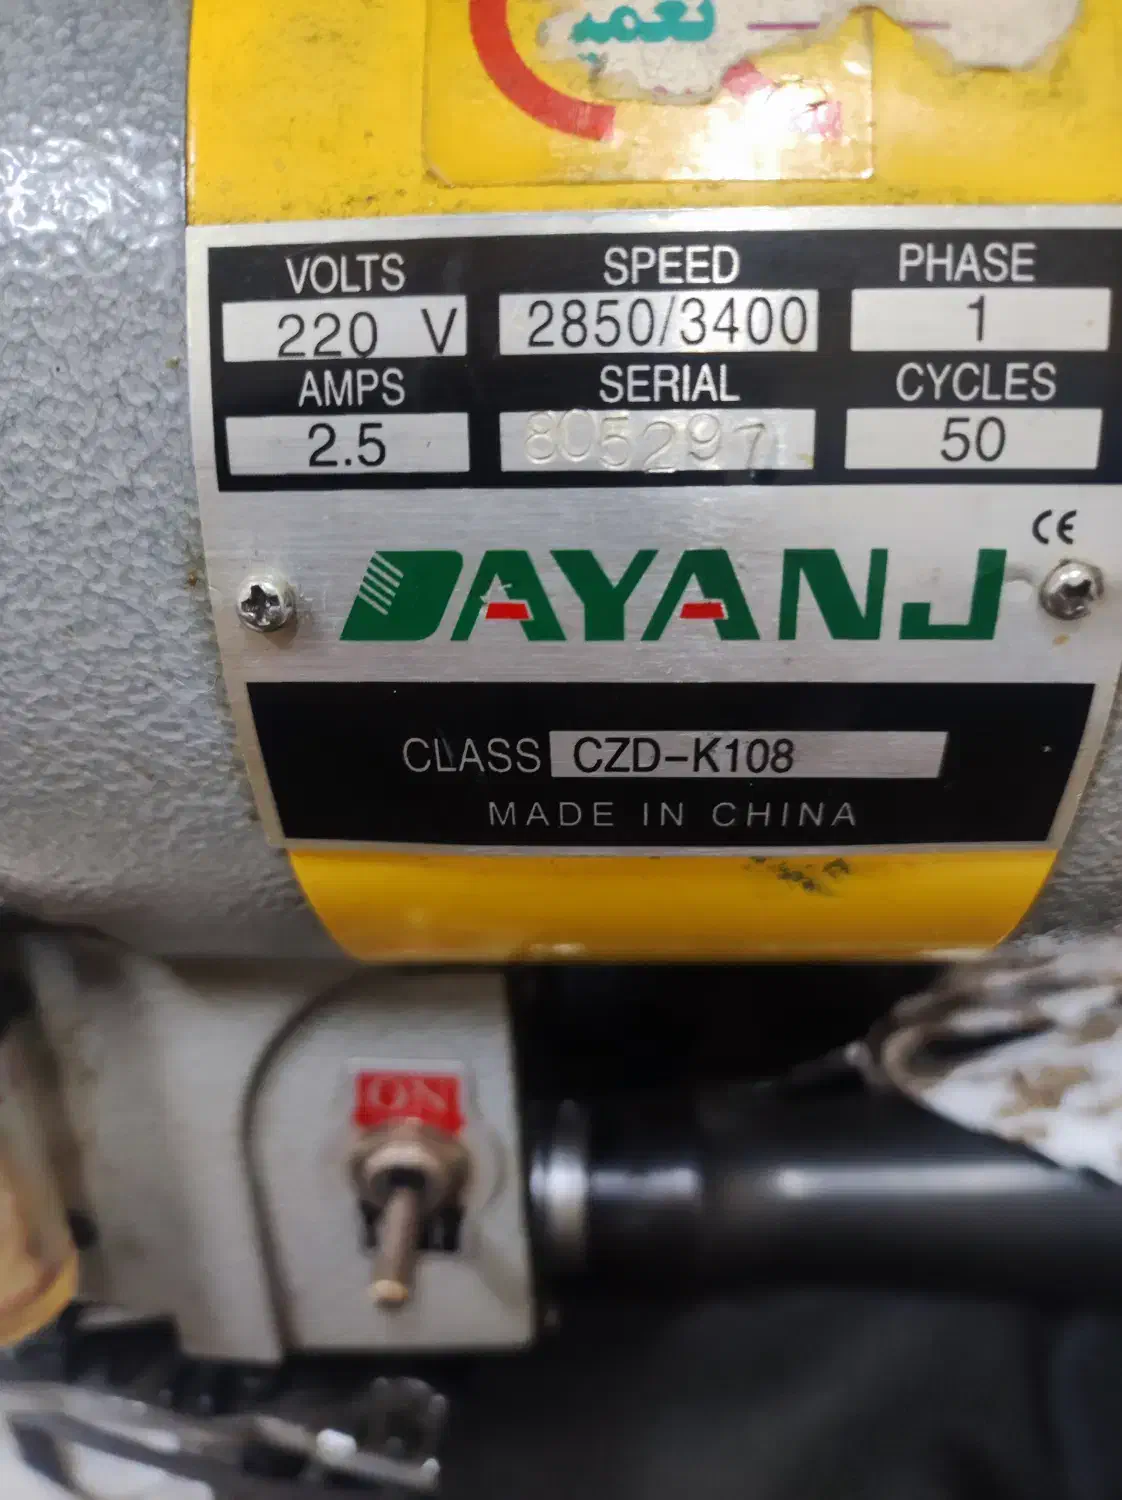 تعمير
VOLTS SPEED PHASE
220 V 2850/3400 1
AMPS SERIAL CYCLES
2.5 805297 50
CE
DAYANJ
CLASS CZD-K108
MADE IN CHINA
ON